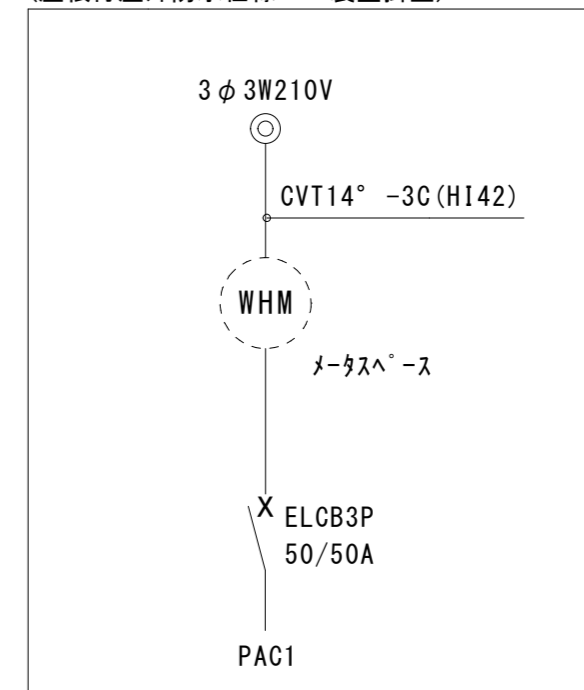 3φ3W210V
CVT14° -3C(HI42)
WHM
ﾒｰﾀｽﾍﾟｰｽ
X
ELCB3P
50/50A
PAC1